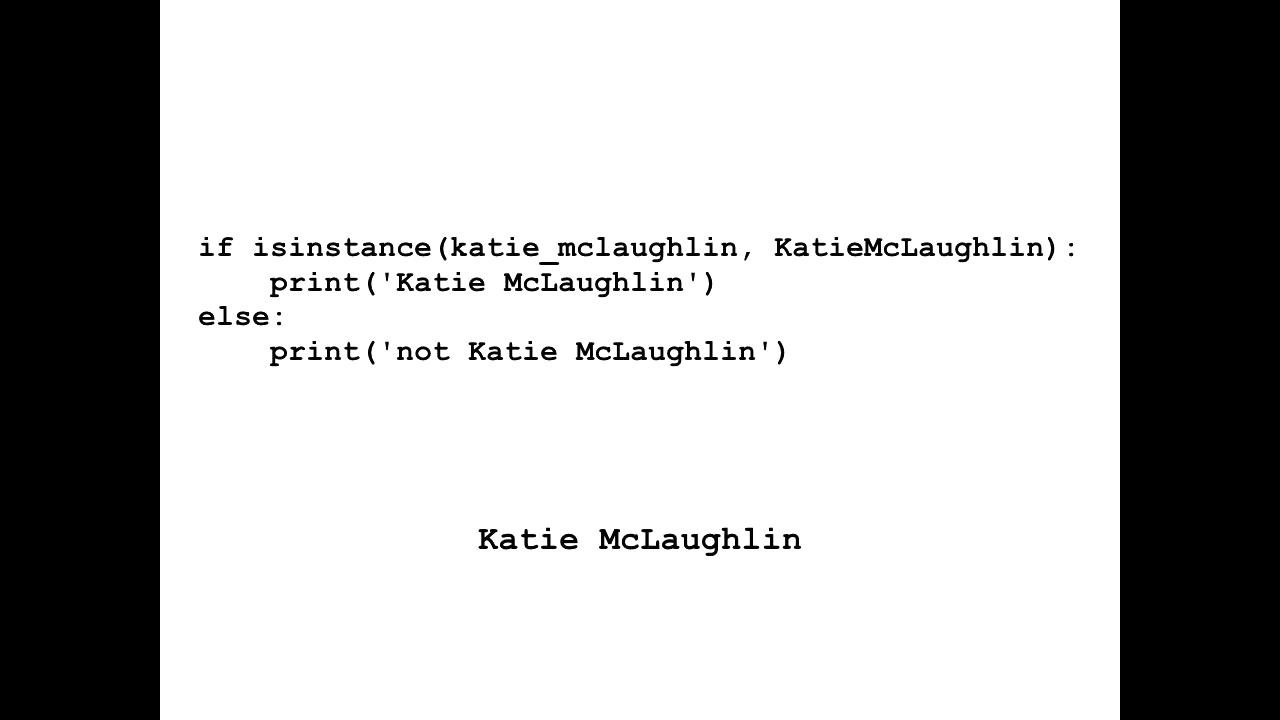 if isinstance(katie_mclaughlin, KatieMcLaughlin):
    print('Katie McLaughlin')
else:
    print('not Katie McLaughlin')
Katie McLaughlin